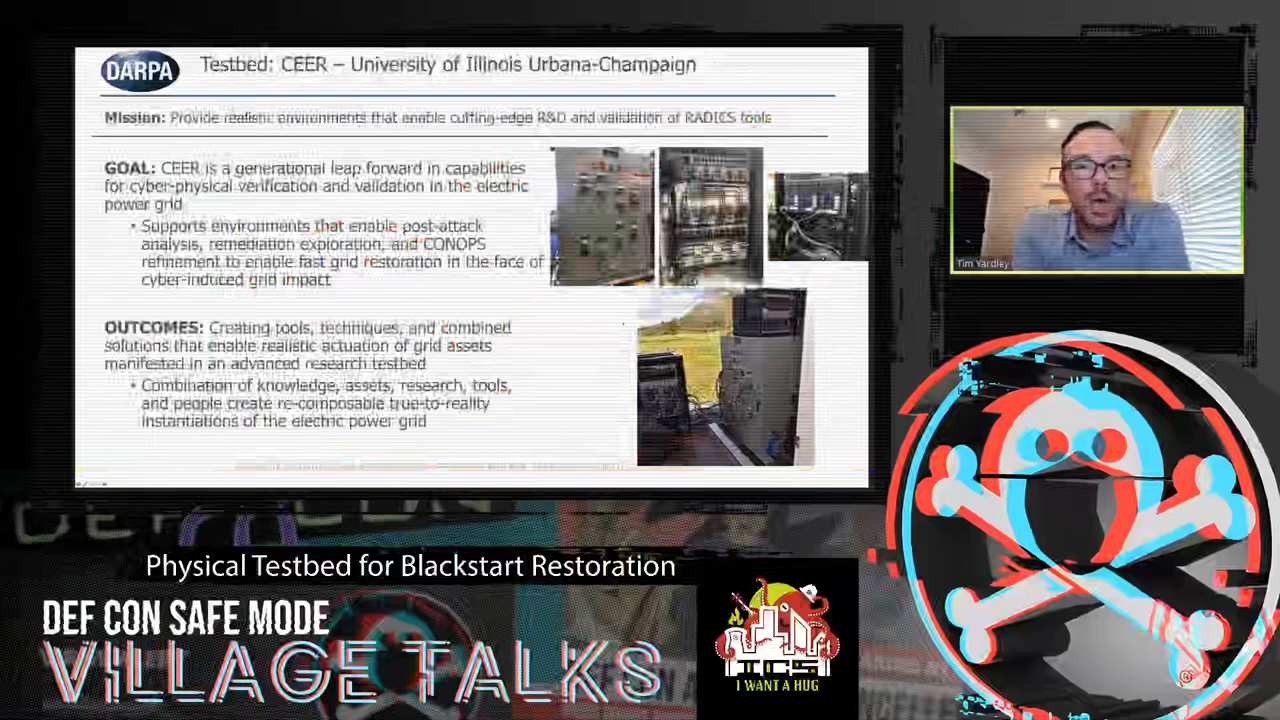 DARPA
Testbed: CEER – University of Illinois Urbana-Champaign
Mission: Provide realistic environments that enable cutting-edge R&D and validation of RADICS tools
GOAL: CEER is a generational leap forward in capabilities
for cyber-physical verification and validation in the electric
power grid
• Supports environments that enable post-attack
analysis, remediation exploration, and CONOPS
refinement to enable fast grid restoration in the face of
cyber-induced grid impact
OUTCOMES: Creating tools, techniques, and combined
solutions that enable realistic actuation of grid assets
manifested in an advanced research testbed
• Combination of knowledge, assets, research, tools,
and people create re-composable true-to-reality
instantiations of the electric power grid
Tim Yardley
Physical Testbed for Blackstart Restoration
DEF CON SAFE MODE
VILLAGE TALKS
ICS
I WANT A HUG